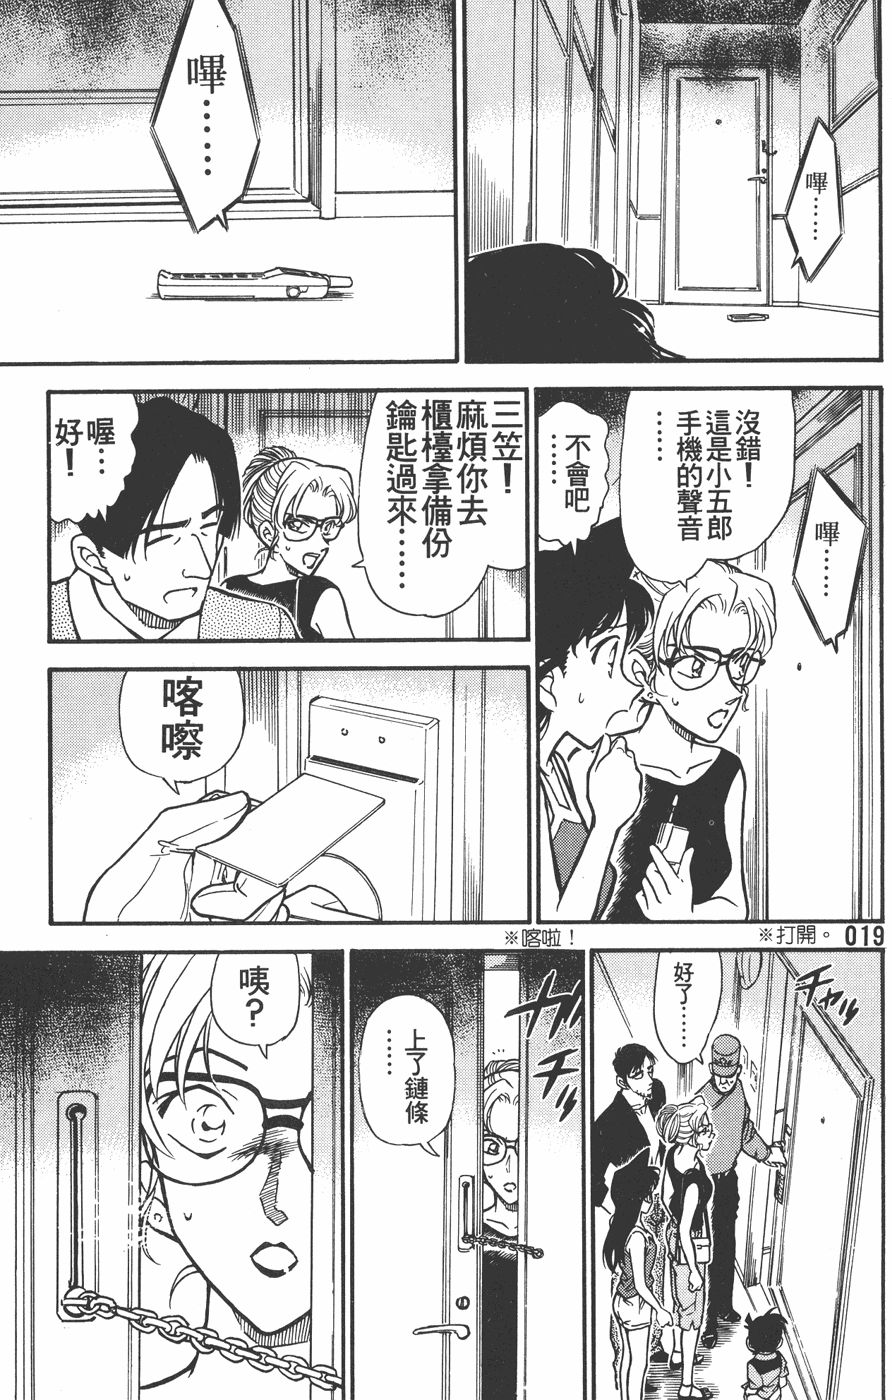 嗶……
嗶……
嗶……
沒錯！
這是小五郎
手機的聲音
……
不會吧
……
三笠！
麻煩你去
櫃檯拿備份
鑰匙過來……
喔…
好！
喀嚓
※打開。
019
好了……
チャッ
※喀啦！
ガチャ
上了鏈條
……
咦？